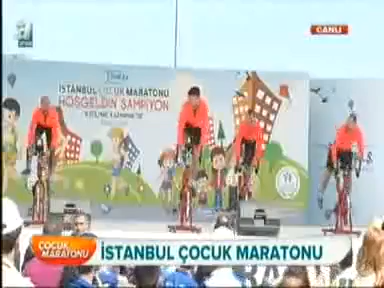 CANLI
İSTANBUL ÇOCUK MARATONU
HOŞGELDİN ŞAMPİYON
ÇOCUK
MARATONU
İSTANBUL ÇOCUK MARATONU